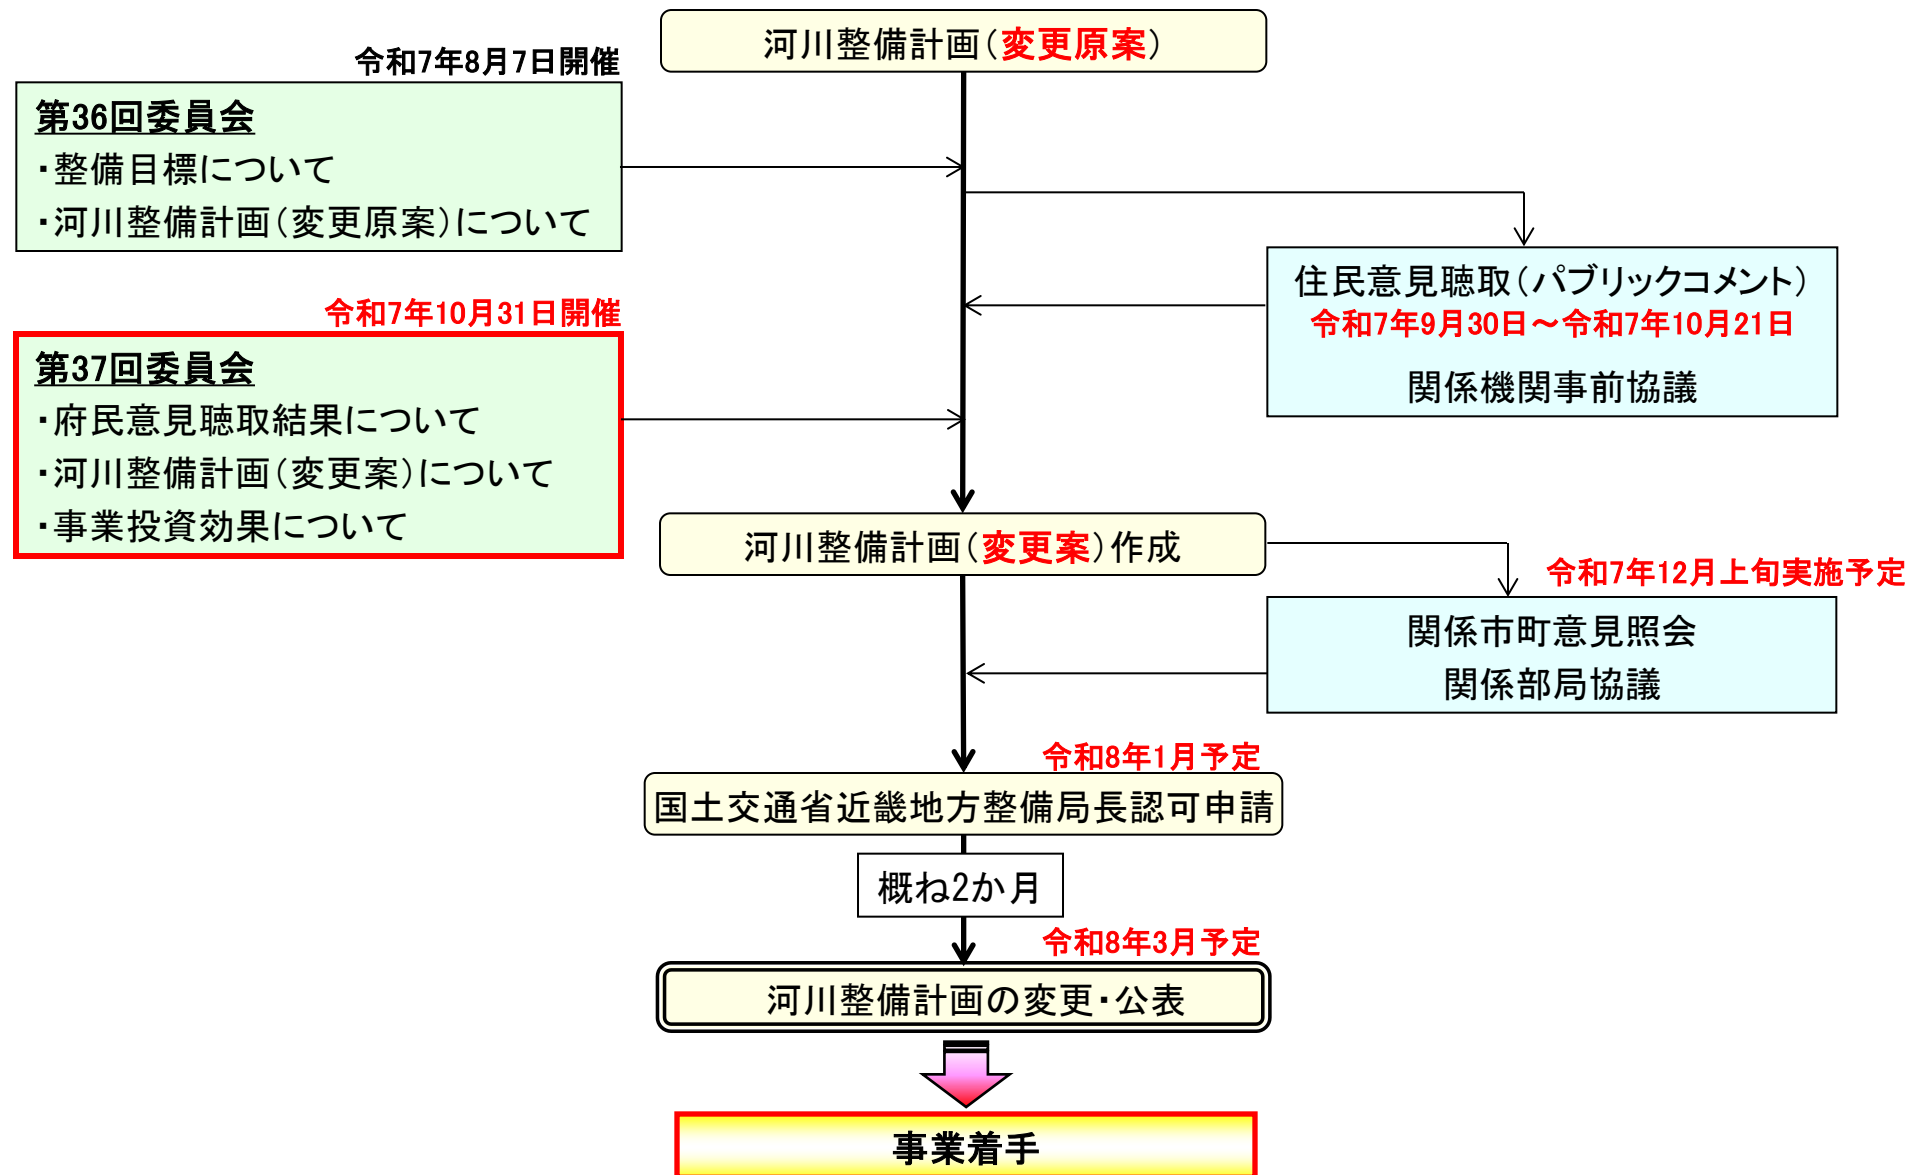 河川整備計画（変更原案）
令和7年8月7日開催
第36回委員会
・整備目標について
・河川整備計画（変更原案）について
住民意見聴取（パブリックコメント）
令和7年9月30日～令和7年10月21日
関係機関事前協議
令和7年10月31日開催
第37回委員会
・府民意見聴取結果について
・河川整備計画（変更案）について
・事業投資効果について
河川整備計画（変更案）作成
令和7年12月上旬実施予定
関係市町意見照会
関係部局協議
令和8年1月予定
国土交通省近畿地方整備局長認可申請
概ね2か月
令和8年3月予定
河川整備計画の変更・公表
事業着手